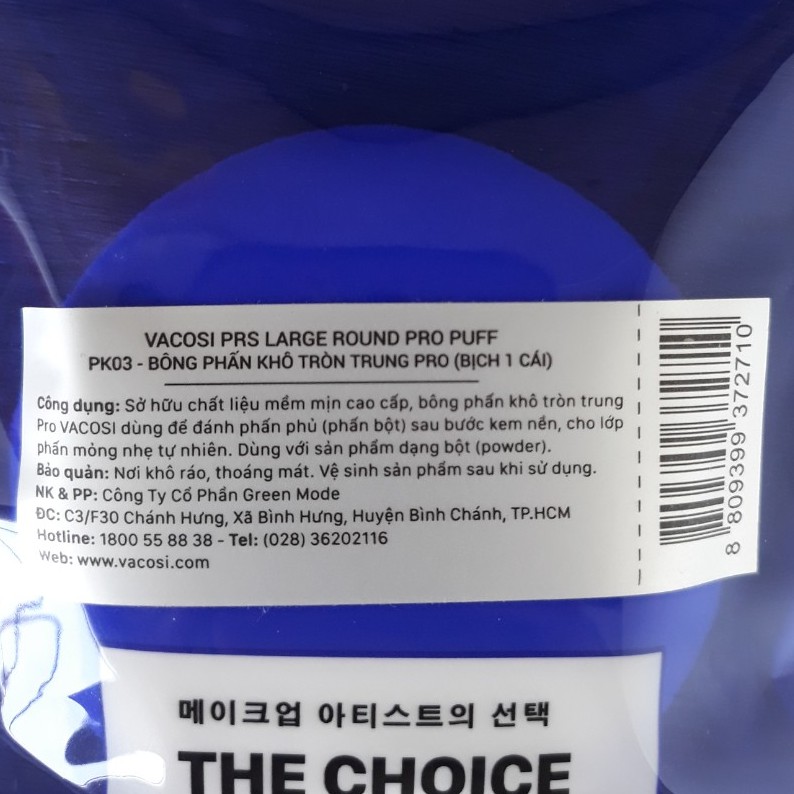 VACOSI PRS LARGE ROUND PRO PUFF
PK03 - BÔNG PHẤN KHÔ TRÒN TRUNG PRO (BỊCH 1 CÁI)
Công dụng: Sở hữu chất liệu mềm mịn cao cấp, bông phấn khô tròn trung
Pro VACOSI dùng để đánh phấn phủ (phấn bột) sau bước kem nền, cho lớp
phấn mỏng nhẹ tự nhiên. Dùng với sản phẩm dạng bột (powder).
Bảo quản: Nơi khô ráo, thoáng mát. Vệ sinh sản phẩm sau khi sử dụng.
NK & PP: Công Ty Cổ Phần Green Mode
ĐC: C3/F30 Chánh Hưng, Xã Bình Hưng, Huyện Bình Chánh, TP.HCM
Hotline: 1800 55 88 38 - Tel: (028) 36202116
Web: www.vacosi.com
8 809399 372710
메이크업 아티스트의 선택
THE CHOICE